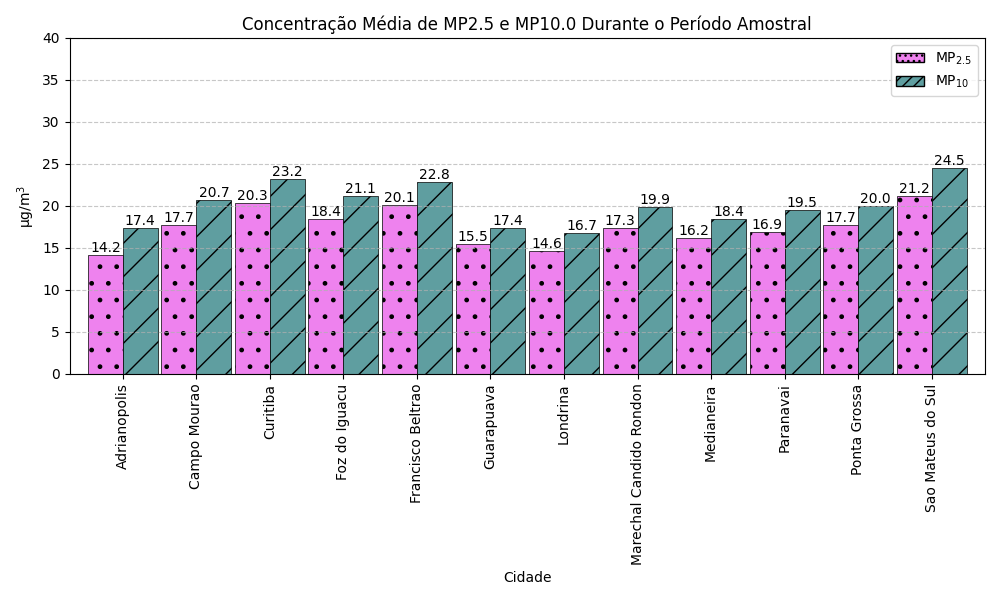 Concentração Média de MP2.5 e MP10.0 Durante o Período Amostral
40
35
30
25
20
15
10
5
0
µg/m³
MP₂.₅
MP₁₀
14.2
17.4
17.7
20.7
20.3
23.2
18.4
21.1
20.1
22.8
15.5
17.4
14.6
16.7
17.3
19.9
16.2
18.4
16.9
19.5
17.7
20.0
21.2
24.5
Adrianopolis
Campo Mourao
Curitiba
Foz do Iguacu
Francisco Beltrao
Guarapuava
Londrina
Marechal Candido Rondon
Medianeira
Paranavai
Ponta Grossa
Sao Mateus do Sul
Cidade